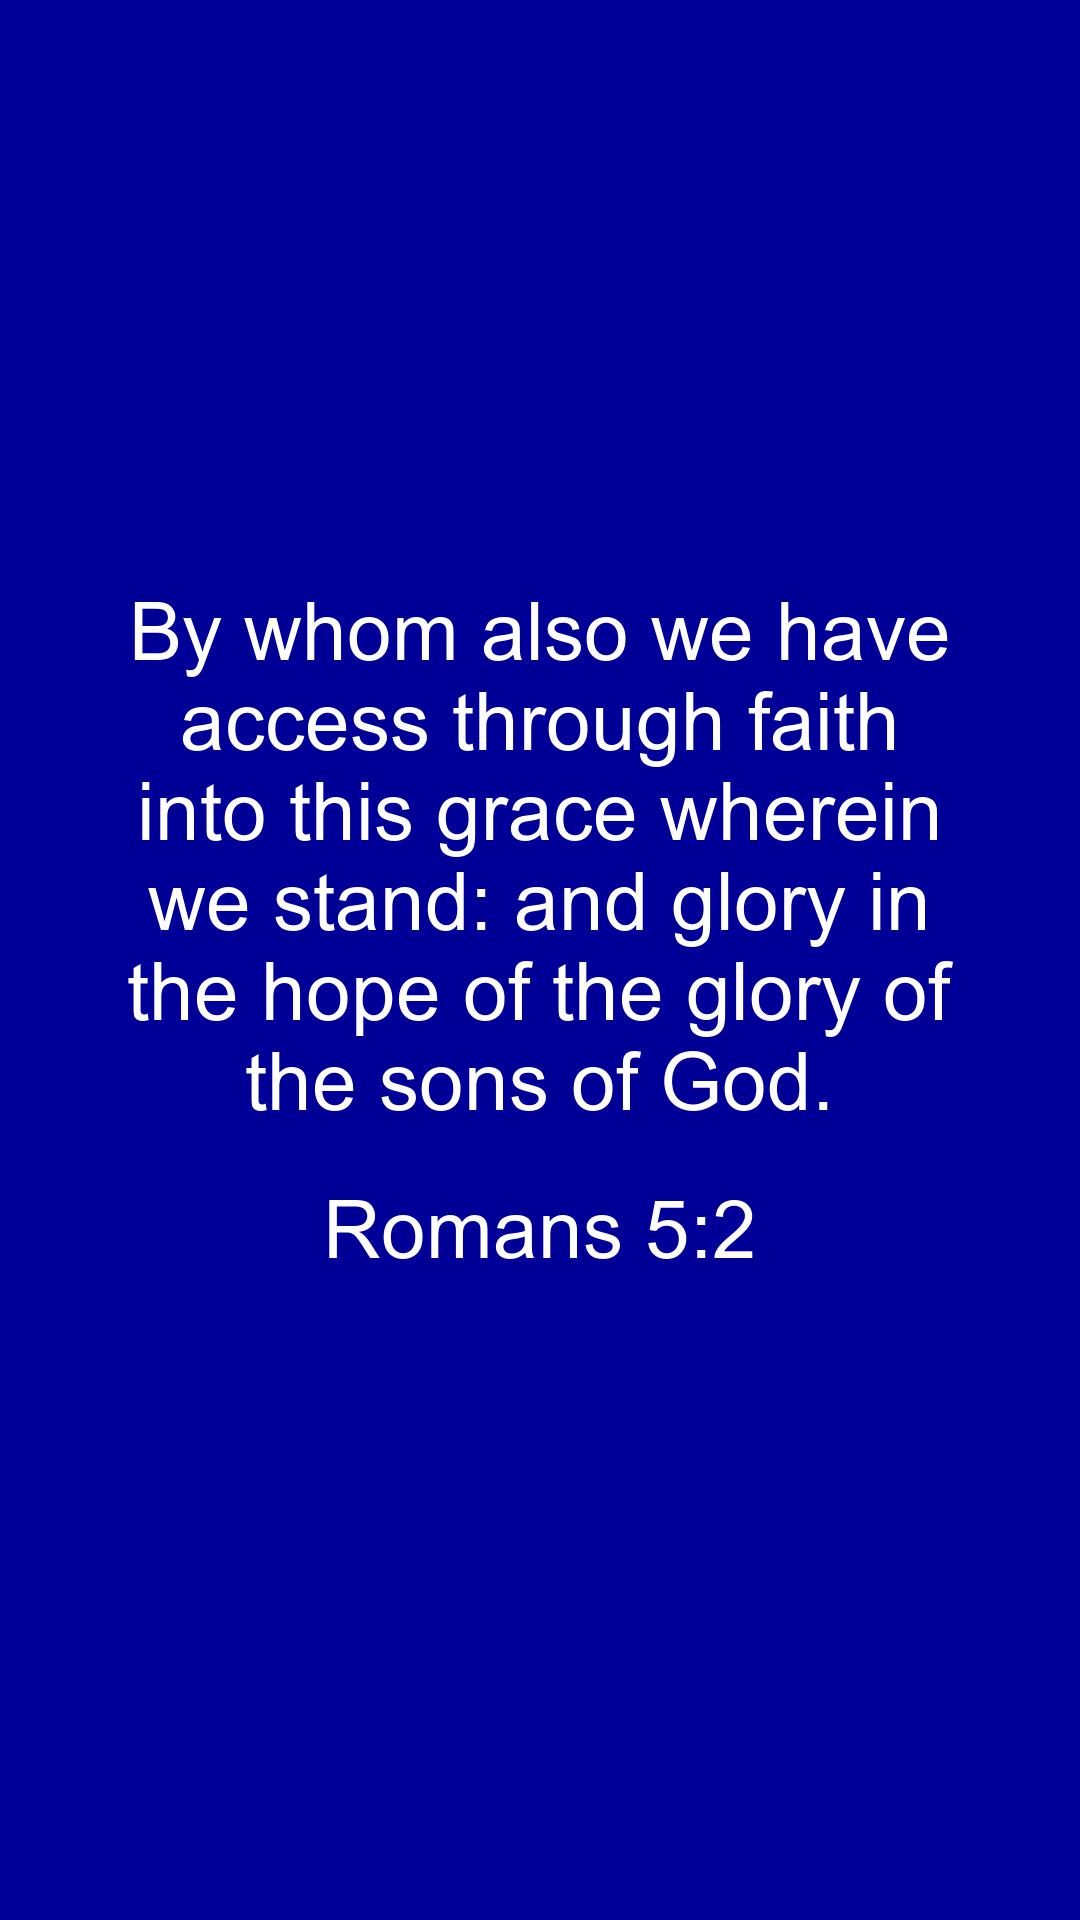 By whom also we have
access through faith
into this grace wherein
we stand: and glory in
the hope of the glory of
the sons of God.
Romans 5:2